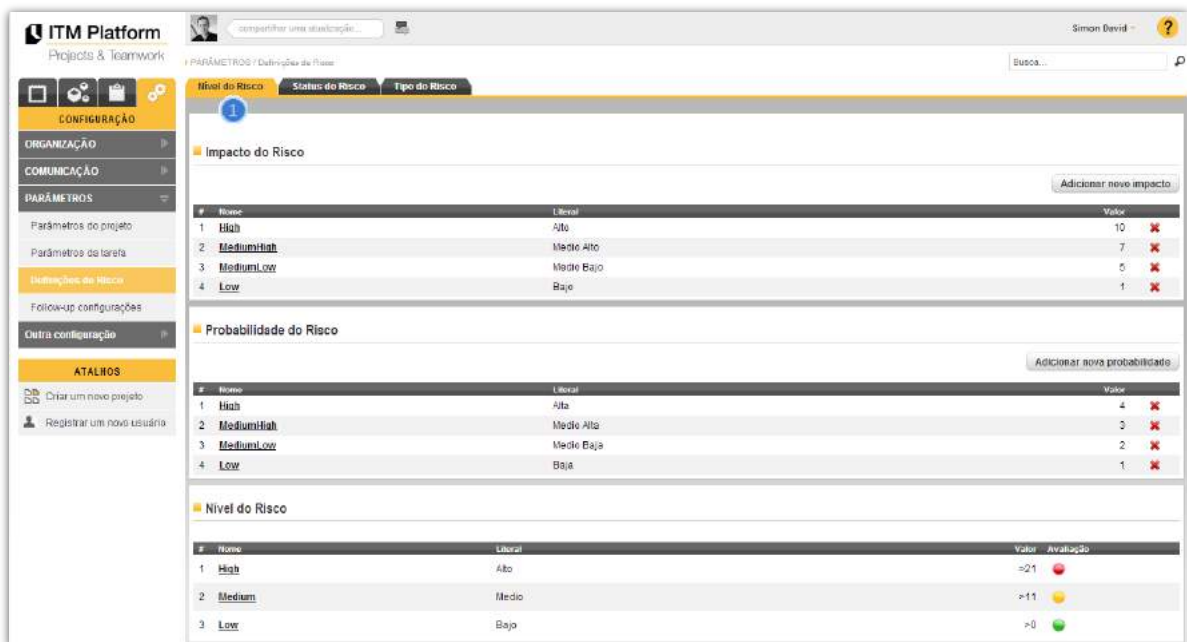 ITM Platform
Projects & Teamwork
compartilhar uma atualização...
Simon David
?
PARÂMETROS / Definições de Risco
Busca...
Nível do Risco
Status do Risco
Tipo do Risco
1
CONFIGURAÇÃO
ORGANIZAÇÃO
COMUNICAÇÃO
PARÂMETROS
Parâmetros do projeto
Parâmetros da tarefa
Definições de Risco
Follow-up configurações
Outra configuração
ATALHOS
Criar um novo projeto
Registrar um novo usuário
Impacto do Risco
Adicionar novo impacto
# Nome Literal Valor
1 High Alto 10
2 MediumHigh Medio Alto 7
3 MediumLow Medio Bajo 5
4 Low Bajo 1
Probabilidade do Risco
Adicionar nova probabilidade
# Nome Literal Valor
1 High Alta 4
2 MediumHigh Medio Alta 3
3 MediumLow Medio Baja 2
4 Low Baja 1
Nível do Risco
# Nome Literal Valor Avaliação
1 High Alto >21
2 Medium Medio >11
3 Low Bajo >0